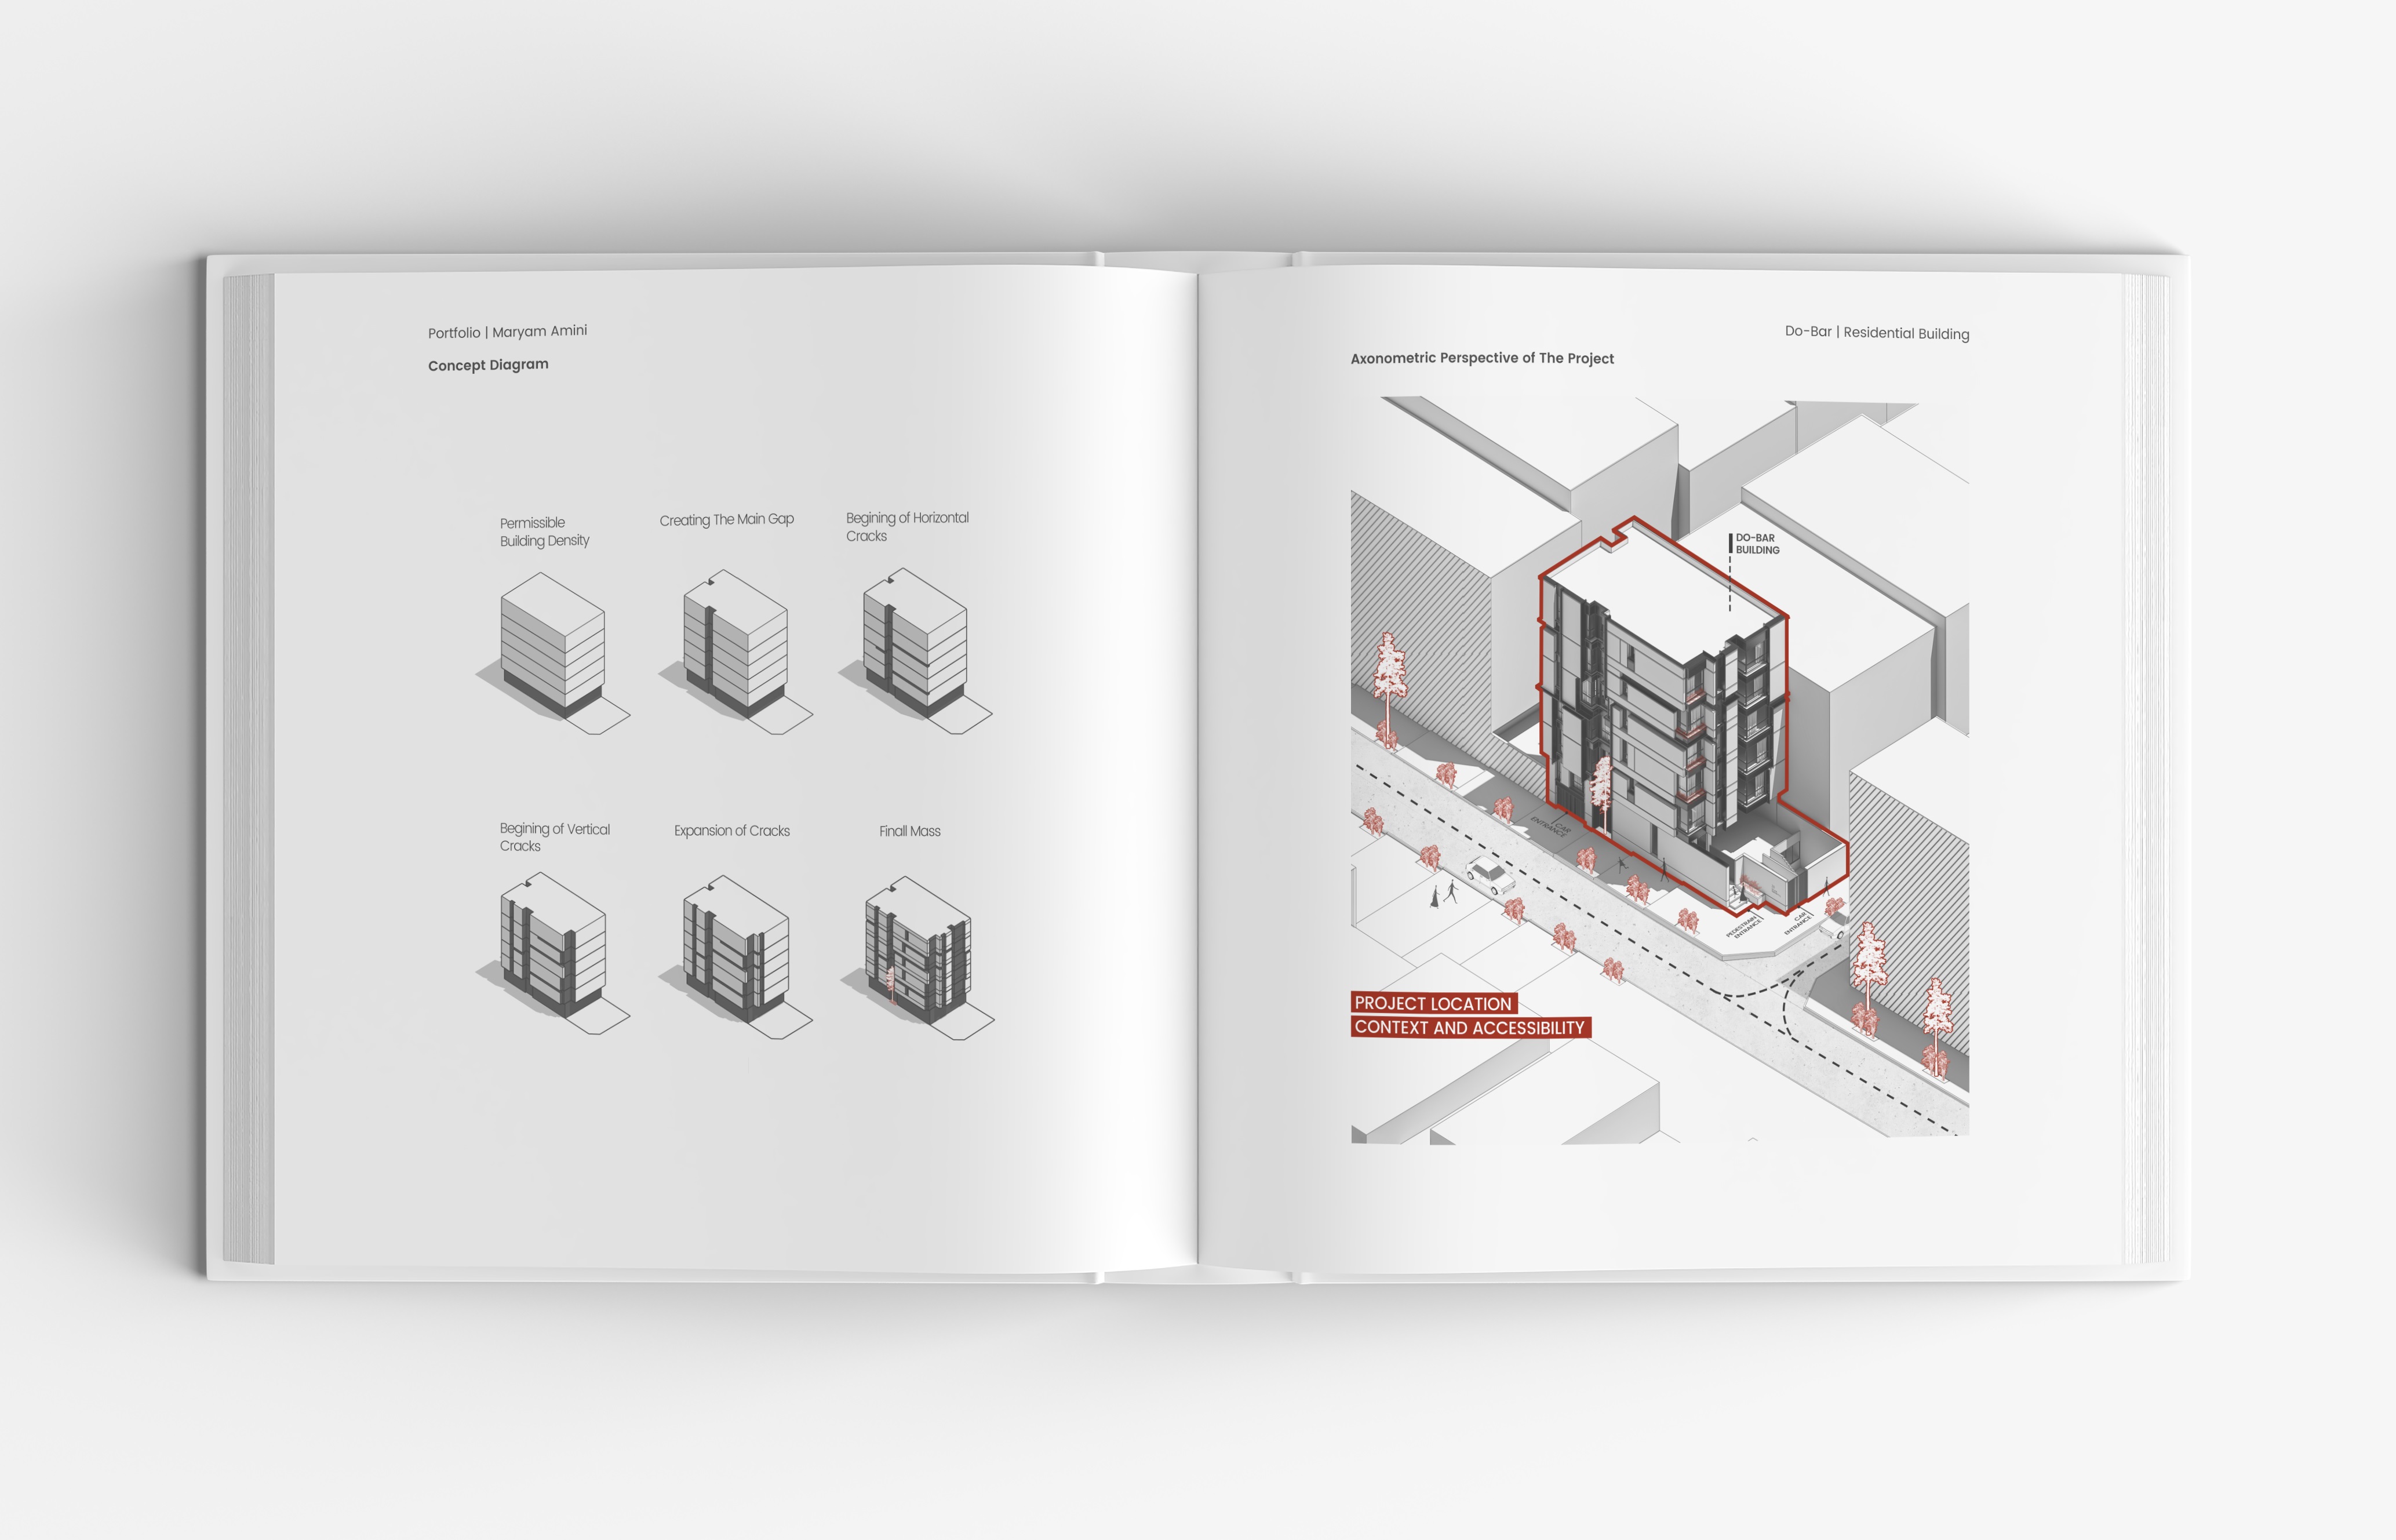 Portfolio | Maryam Amini
Concept Diagram
Permissible
Building Density
Creating The Main Gap
Begining of Horizontal
Cracks
Begining of Vertical
Cracks
Expansion of Cracks
Finall Mass
Do-Bar | Residential Building
Axonometric Perspective of The Project
DO-BAR
BUILDING
CAR
ENTRANCE
PEDESTRAIN
ENTRANCE
CAR
ENTRANCE
PROJECT LOCATION
CONTEXT AND ACCESSIBILITY